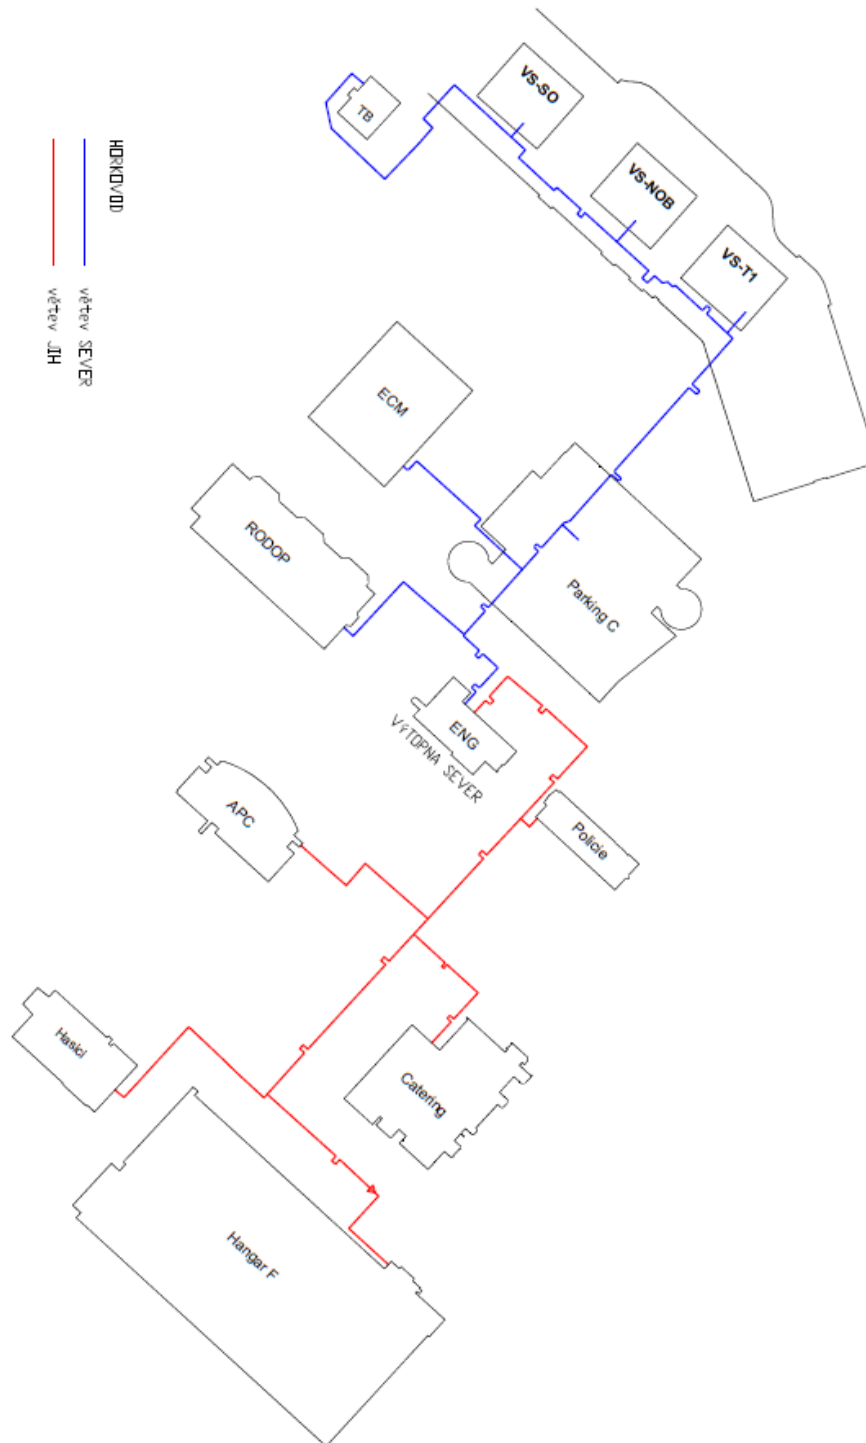 VS-SO
TB
VS-NOB
VS-T1
HORKOVOD
větev SEVER
větev JIH
ECM
RODOP
Parking C
ENG
VÝTOPNA SEVER
APC
Policie
Hasici
Catering
Hangar F